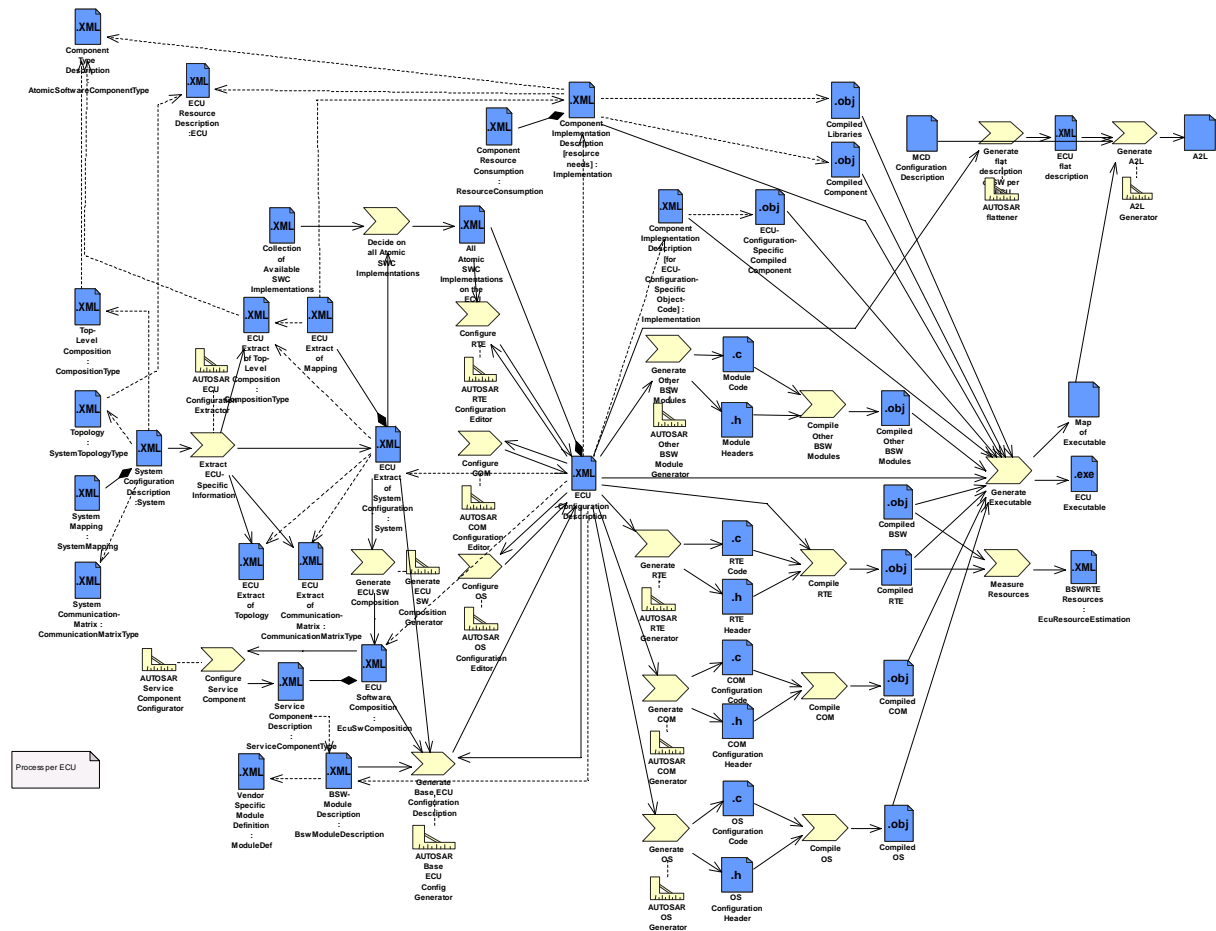 .XML
Component
Type
Description
:
AtomicSoftwareComponentType
.XML
ECU
Resource
Description
:ECU
.XML
Component
Resource
Consumption
:
ResourceConsumption
.XML
Component
Implementation
Description
[resource
needs] :
Implementation
.obj
Compiled
Libraries
.obj
Compiled
Component
MCD
Configuration
Description
Generate
flat
description
AUTOSAR
flattener
.XML
ECU
flat
description
Generate
A2L
A2L
Generator
A2L
.XML
Collection
of
Available
SWC
Implementations
Decide on
all Atomic
SWC
Implementations
.XML
All
Atomic
SWC
Implementations
on the
ECU
.XML
Component
Implementation
Description
[for
ECU-
Configuration-
Specific
Object-
Code] :
Implementation
.obj
ECU-
Configuration-
Specific
Compiled
Component
.XML
Top-
Level
Composition
:
CompositionType
.XML
ECU
Extract
of Top-
Level
Composition
:
CompositionType
.XML
ECU
Extract
of
Mapping
AUTOSAR
ECU
Configuration
Extractor
Configure
RTE
AUTOSAR
RTE
Configuration
Editor
Generate
Other
BSW
Modules
AUTOSAR
Other
BSW
Module
Generator
.c
Module
Code
.h
Module
Headers
Compile
Other
BSW
Modules
.obj
Compiled
Other
BSW
Modules
Map
of
Executable
.XML
Topology
:
SystemTopologyType
.XML
System
Configuration
Description
:System
Extract
ECU-
Specific
Information
.XML
ECU
Extract
of
System
Configuration
:
System
Configure
COM
AUTOSAR
COM
Configuration
Editor
.XML
ECU
Configuration
Description
Generate
Executable
.exe
ECU
Executable
.XML
System
Mapping
:
SystemMapping
.obj
Compiled
BSW
.XML
System
Communication-
Matrix :
CommunicationMatrixType
.XML
ECU
Extract
of
Topology
.XML
ECU
Extract
of
Communication-
Matrix :
CommunicationMatrixType
Generate
ECU SW
Composition
Generate
ECU
SW
Composition
Generator
Configure
OS
AUTOSAR
OS
Configuration
Editor
Generate
RTE
AUTOSAR
RTE
Generator
.c
RTE
Code
.h
RTE
Header
Compile
RTE
.obj
Compiled
RTE
Measure
Resources
.XML
BSW/RTE
Resources
:
EcuResourceEstimation
AUTOSAR
Service
Component
Configurator
Configure
Service
Component
.XML
Service
Component
Description
:
ServiceComponentType
.XML
ECU
Software
Composition
:
EcuSwComposition
Generate
COM
AUTOSAR
COM
Generator
.c
COM
Configuration
Code
.h
COM
Configuration
Header
Compile
COM
.obj
Compiled
COM
Process per ECU
.XML
Vendor
Specific
Module
Definition
:
ModuleDef
.XML
BSW-
Module
Description
:
BswModuleDescription
Generate
Base ECU
Configuration
Description
AUTOSAR
Base
ECU
Config
Generator
Generate
OS
AUTOSAR
OS
Generator
.c
OS
Configuration
Code
.h
OS
Configuration
Header
Compile
OS
.obj
Compiled
OS